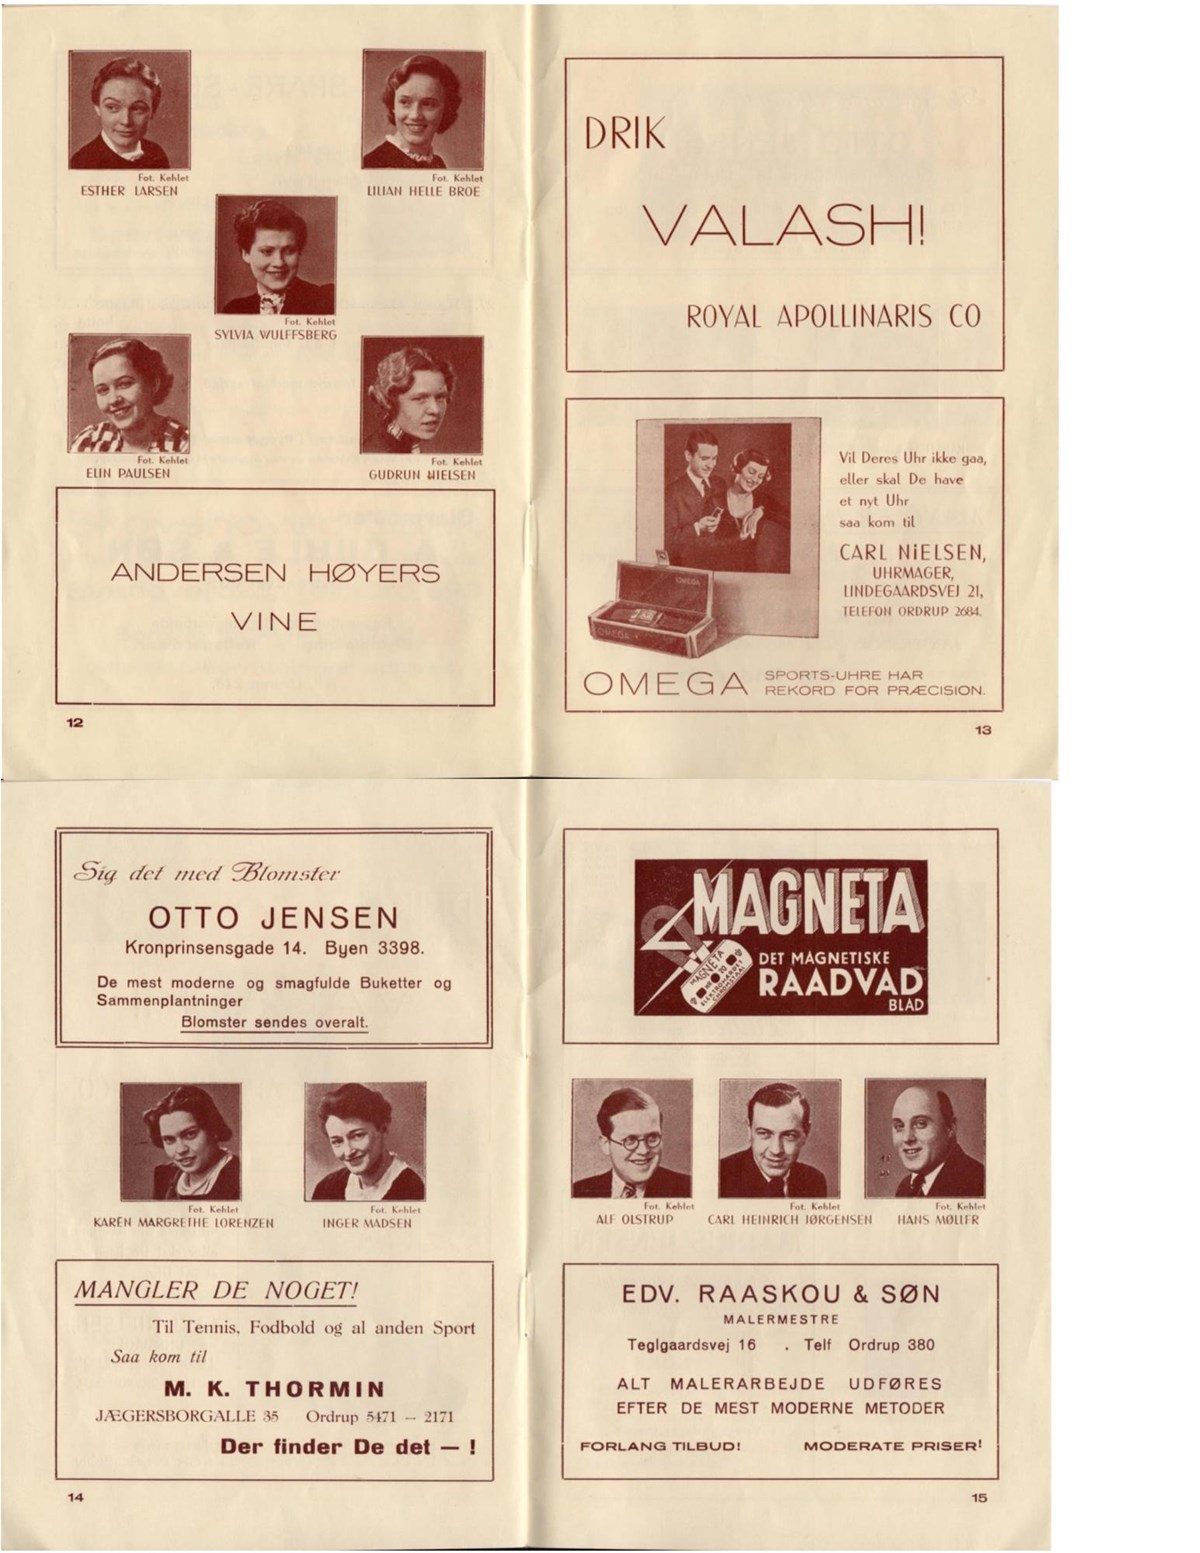 Fot. Kehlet
ESTHER LARSEN
Fot. Kehlet
LILIAN HELLE BROE
Fot. Kehlet
SYLVIA WULFFSBERG
Fot. Kehlet
ELIN PAULSEN
Fot. Kehlet
GUDRUN NIELSEN
ANDERSEN HØYERS
VINE
12
DRIK
VALASH!
ROYAL APOLLINARIS CO
Vil Deres Uhr ikke gaa,
eller skal De have
et nyt Uhr
saa kom til
CARL NIELSEN,
UHRMAGER,
LINDEGAARDSVEJ 21,
TELEFON ORDRUP 2684.
OMEGA
OMEGA
OMEGA
SPORTS-UHRE HAR
REKORD FOR PRÆCISION.
13
Sig det med Blomster
OTTO JENSEN
Kronprinsensgade 14. Byen 3398.
De mest moderne og smagfulde Buketter og
Sammenplantninger
Blomster sendes overalt.
Fot. Kehlet
KAREN MARGRETHE LORENZEN
Fot. Kehlet
INGER MADSEN
MANGLER DE NOGET!
Til Tennis, Fodbold og al anden Sport
Saa kom til
M. K. THORMIN
JÆGERSBORGALLE 35 Ordrup 5471 — 2171
Der finder De det — !
14
MAGNETA
DET MAGNETISKE
RAADVAD
BLAD
MAGNETA
ELEKTROHÆRDET
CHROMSTAAL
Fot. Kehlet
ALF OLSTRUP
Fot. Kehlet
CARL HEINRICH JØRGENSEN
Fot. Kehlet
HANS MØLLER
EDV. RAASKOU & SØN
MALERMESTRE
Teglgaardsvej 16 . Telf Ordrup 380
ALT MALERARBEJDE UDFØRES
EFTER DE MEST MODERNE METODER
FORLANG TILBUD! MODERATE PRISER!
15